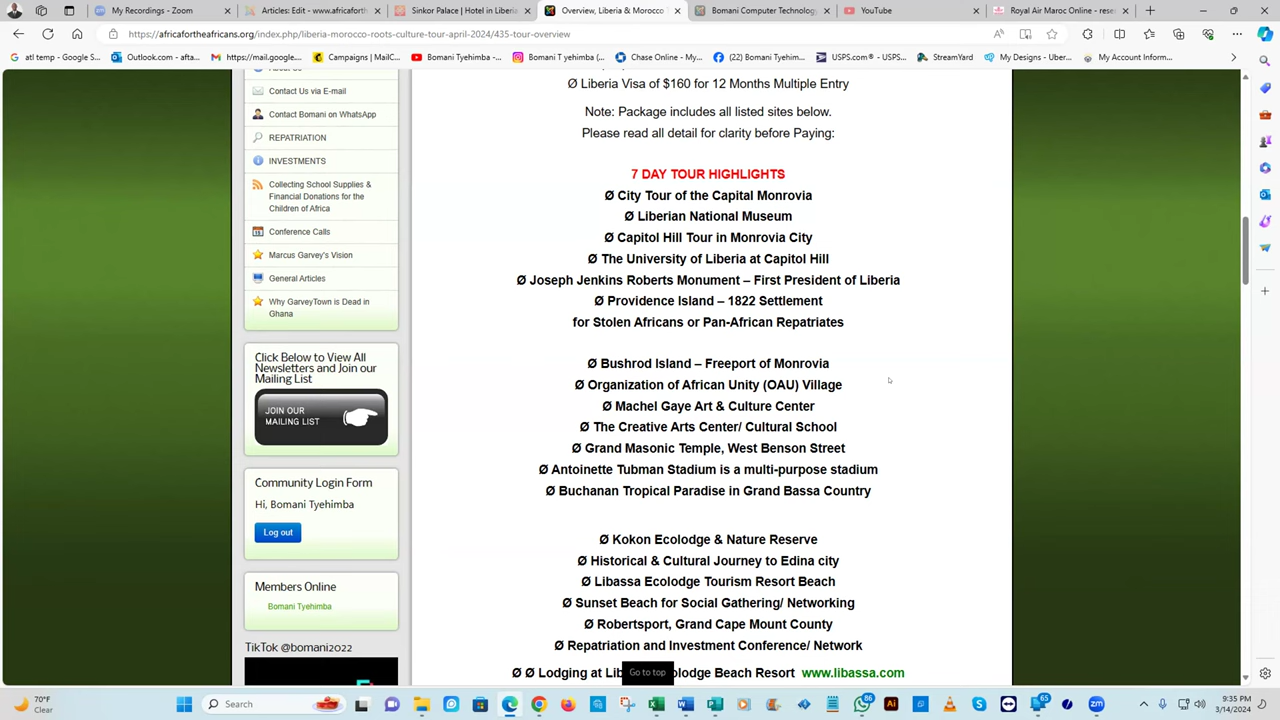 My Recordings - Zoom
Articles: Edit - www.africaforth
Sinkor Palace | Hotel in Liberia
Overview, Liberia & Morocco
Bomani Computer Technology
YouTube
Royal Air Maroc Online - rese
https://africafortheafricans.org/index.php/liberia-morocco-roots-culture-tour-april-2024/435-tour-overview
atl temp - Google S...
Outlook.com - afta...
https://mail.google...
Campaigns | MailC...
Bomani Tyehimba -...
Bomani T yehimba (...
Chase Online - My...
(22) Bomani Tyehim...
USPS.com® - USPS...
StreamYard
My Designs - Uber...
My Account Inform...
Contact Us via E-mail
Contact Bomani on WhatsApp
REPATRIATION
INVESTMENTS
Collecting School Supplies &
Financial Donations for the
Children of Africa
Conference Calls
Marcus Garvey's Vision
General Articles
Why GarveyTown is Dead in
Ghana
Click Below to View All
Newsletters and Join our
Mailing List
JOIN OUR
MAILING LIST
Community Login Form
Hi, Bomani Tyehimba
Log out
Members Online
Bomani Tyehimba
TikTok @bomani2022
Ø Liberia Visa of $160 for 12 Months Multiple Entry
Note: Package includes all listed sites below.
Please read all detail for clarity before Paying:
7 DAY TOUR HIGHLIGHTS
Ø City Tour of the Capital Monrovia
Ø Liberian National Museum
Ø Capitol Hill Tour in Monrovia City
Ø The University of Liberia at Capitol Hill
Ø Joseph Jenkins Roberts Monument – First President of Liberia
Ø Providence Island – 1822 Settlement
for Stolen Africans or Pan-African Repatriates
Ø Bushrod Island – Freeport of Monrovia
Ø Organization of African Unity (OAU) Village
Ø Machel Gaye Art & Culture Center
Ø The Creative Arts Center/ Cultural School
Ø Grand Masonic Temple, West Benson Street
Ø Antoinette Tubman Stadium is a multi-purpose stadium
Ø Buchanan Tropical Paradise in Grand Bassa Country
Ø Kokon Ecolodge & Nature Reserve
Ø Historical & Cultural Journey to Edina city
Ø Libassa Ecolodge Tourism Resort Beach
Ø Sunset Beach for Social Gathering/ Networking
Ø Robertsport, Grand Cape Mount County
Ø Repatriation and Investment Conference/ Network
Ø Ø Lodging at Lib olodge Beach Resort www.libassa.com
Go to top
70°F
Clear
Search
86
65
9:35 PM
3/14/2024